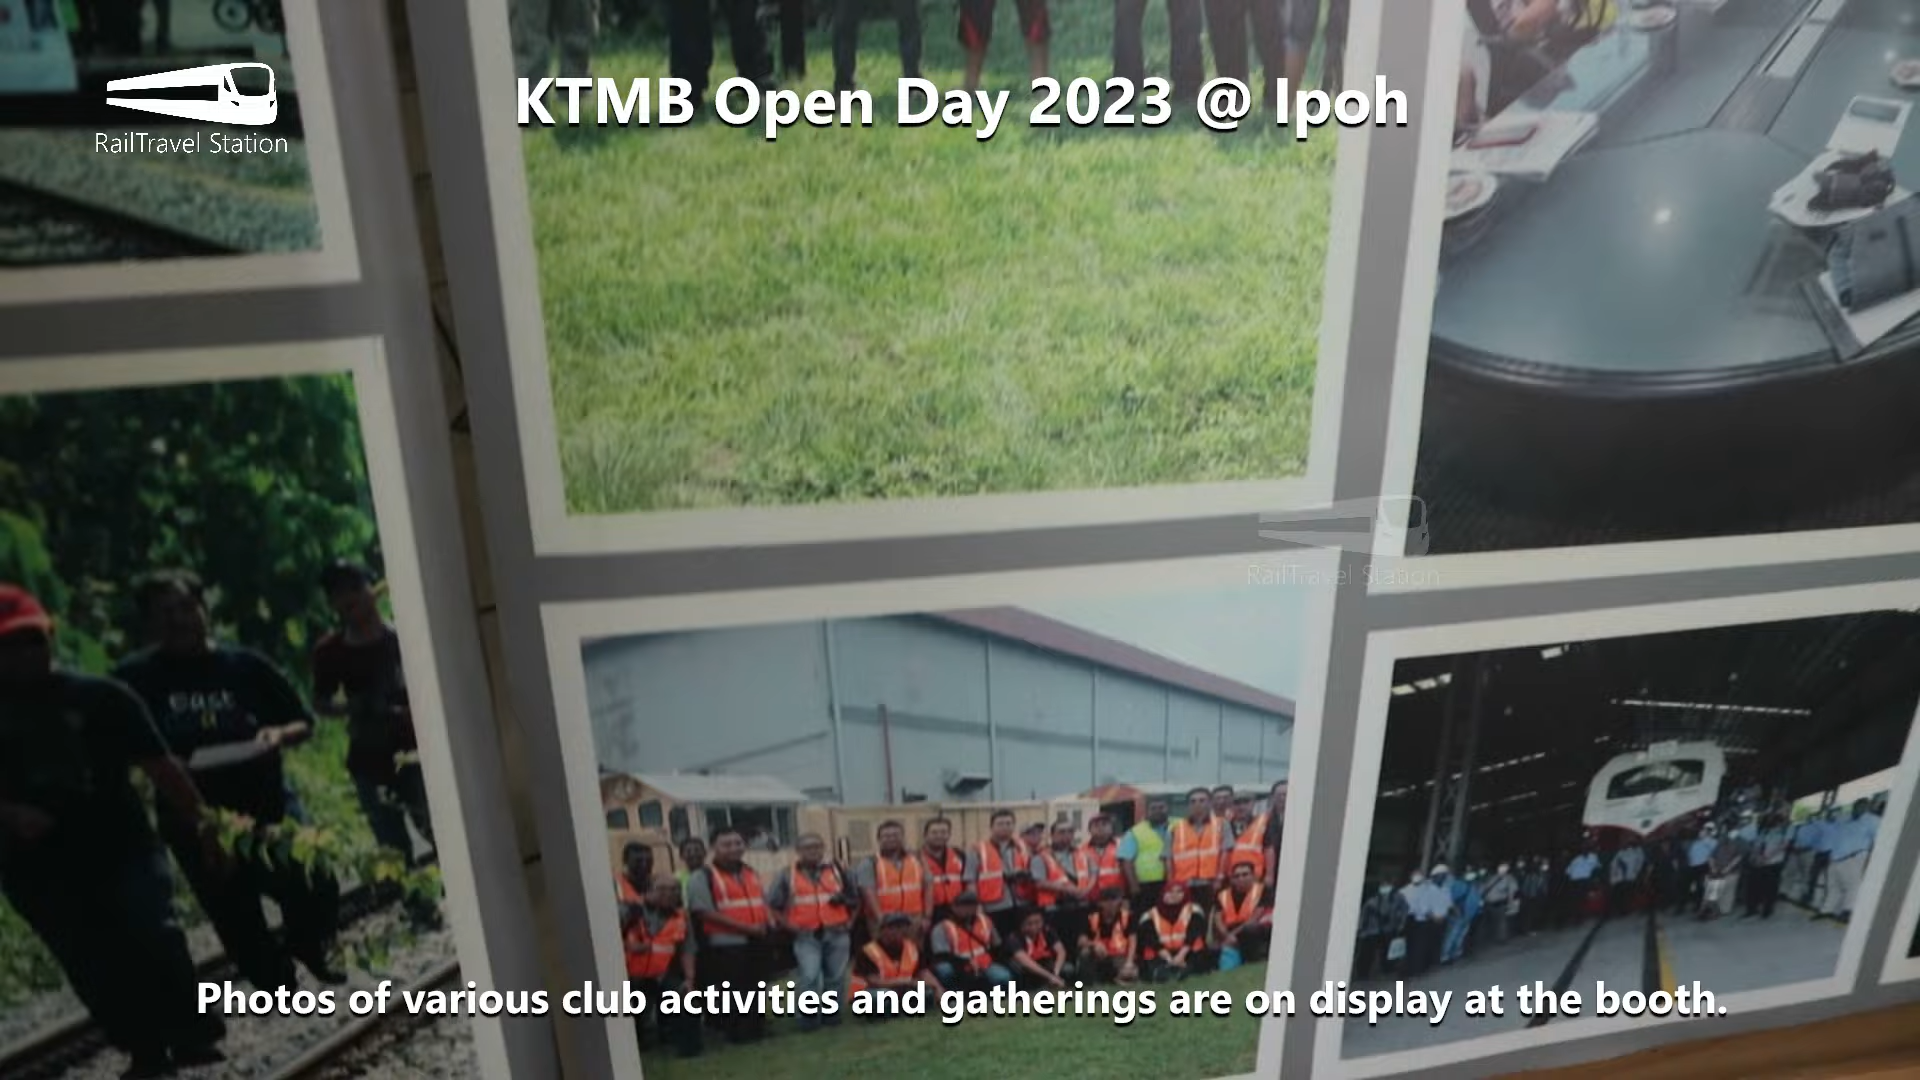 KTMB Open Day 2023 @ Ipoh
RailTravel Station
RailTravel Station
east
Photos of various club activities and gatherings are on display at the booth.